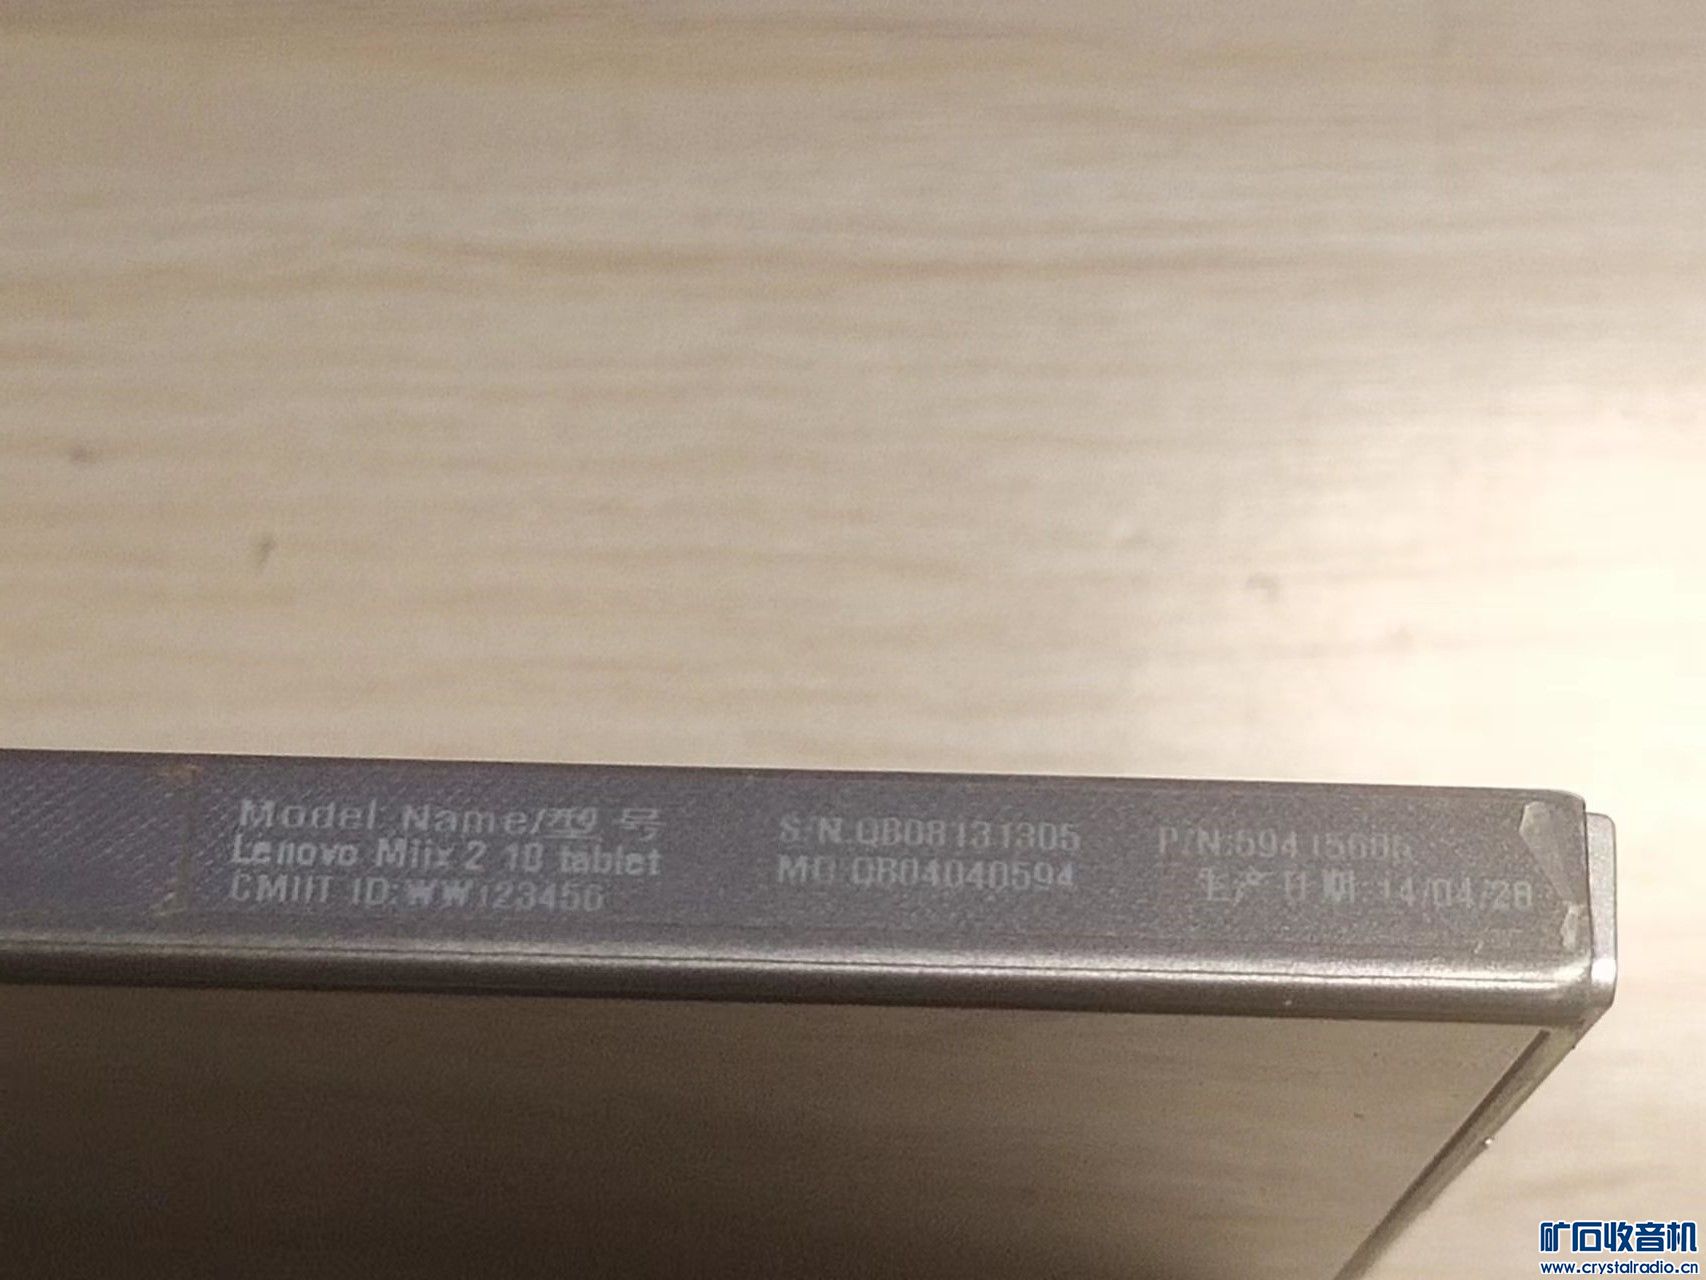 Model Name/型号
Lenovo Miix 2 10 tablet
CMIIT ID:WW123456
S/N:QB08131305
MO:QB04040594
生产日期:14/04/28
矿石收音机
www.crystalradio.cn